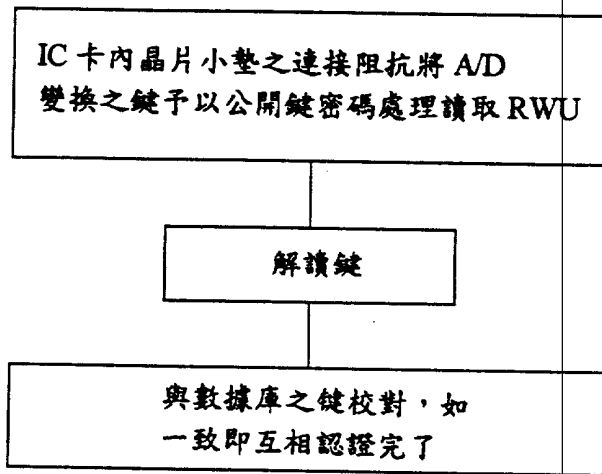 IC 卡內晶片小墊之連接阻抗將 A/D
變換之鍵予以公開鍵密碼處理讀取 RWU
解讀鍵
與數據庫之鍵校對，如
一致即互相認證完了